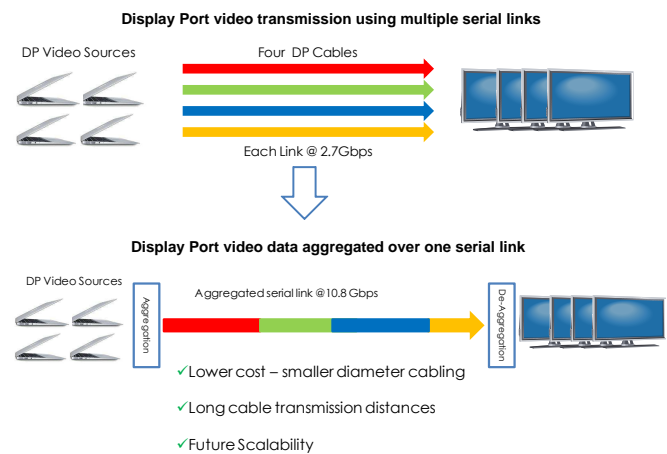 Display Port video transmission using multiple serial links
DP Video Sources
Four DP Cables
Each Link @ 2.7Gbps
Display Port video data aggregated over one serial link
DP Video Sources
Aggregation
Aggregated serial link @10.8 Gbps
De-Aggregation
✓Lower cost – smaller diameter cabling
✓Long cable transmission distances
✓Future Scalability